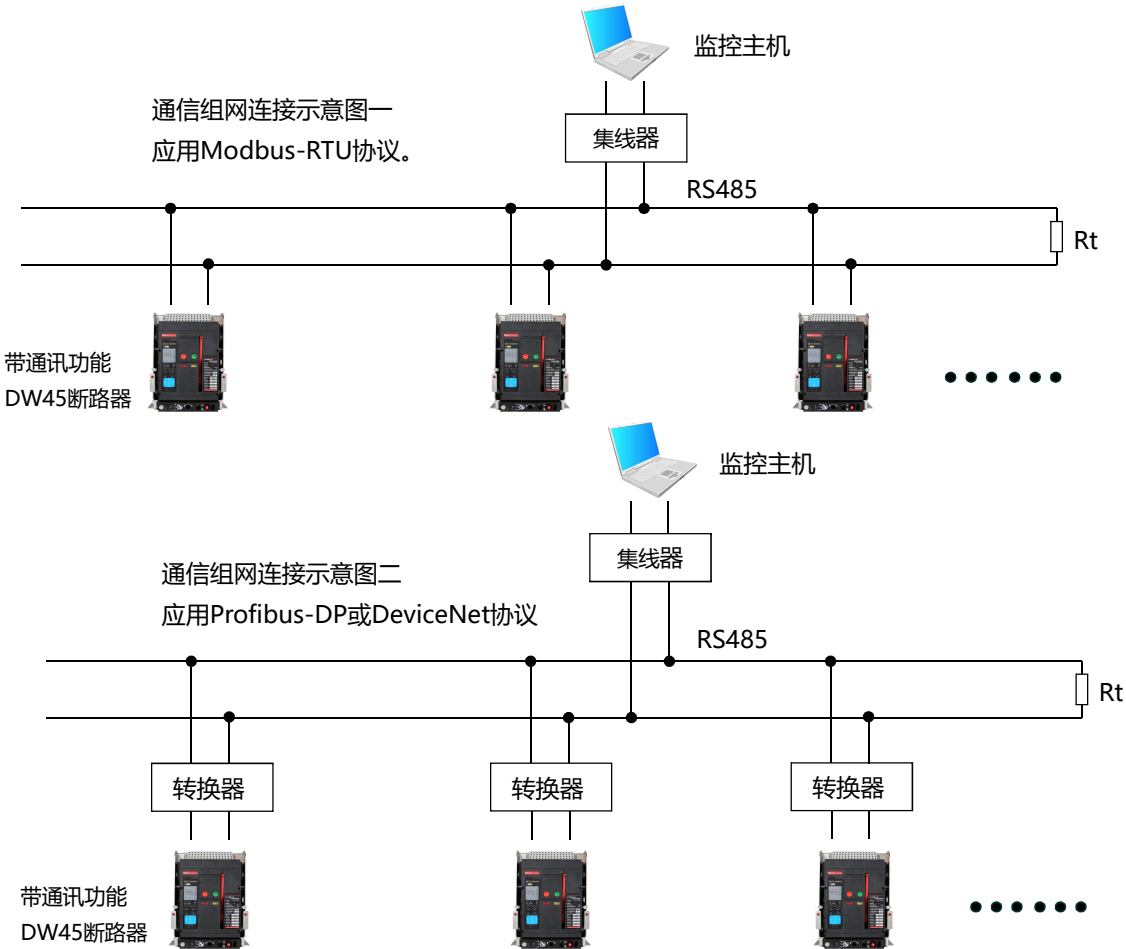 监控主机
通信组网连接示意图一
应用Modbus-RTU协议。
集线器
RS485
Rt
带通讯功能
DW45断路器
监控主机
集线器
通信组网连接示意图二
应用Profibus-DP或DeviceNet协议
RS485
Rt
转换器
转换器
转换器
带通讯功能
DW45断路器